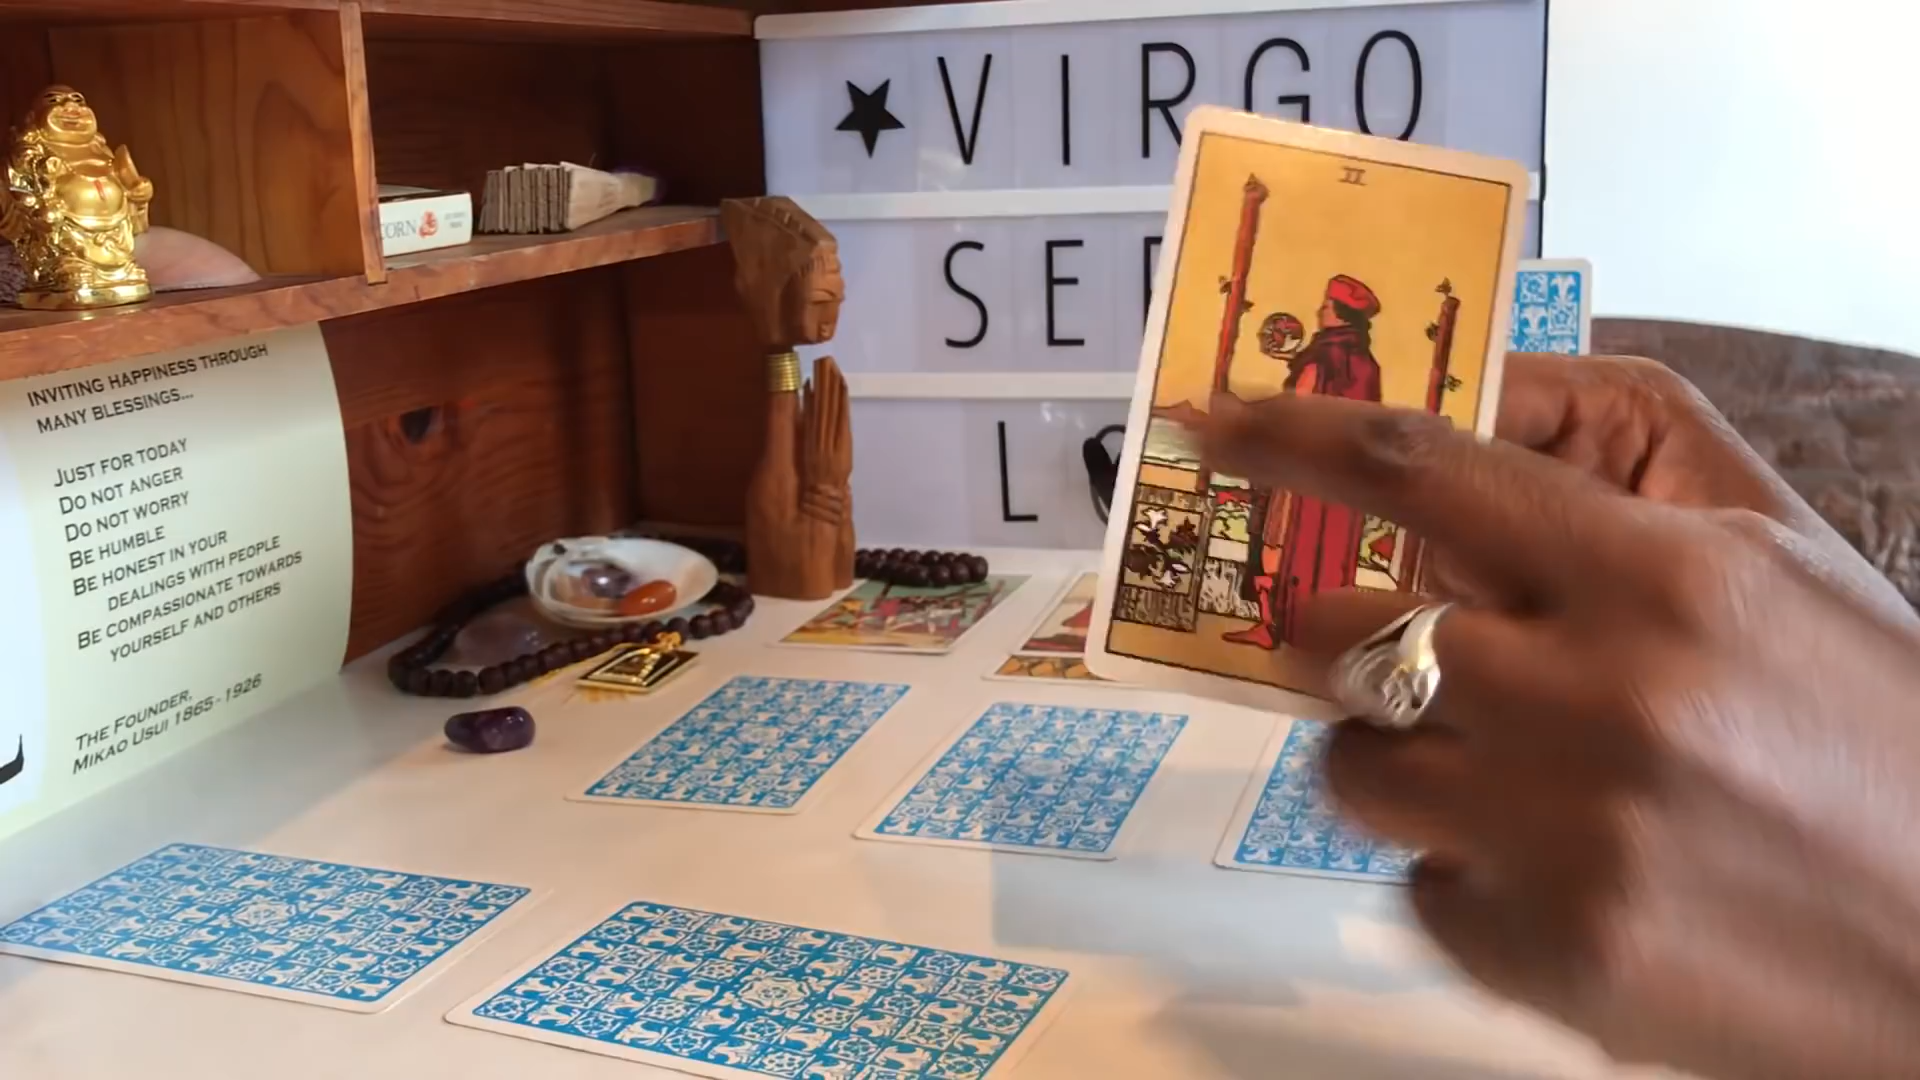 VIRGO
SE
L
II
CORN
INVITING HAPPINESS THROUGH
MANY BLESSINGS...
JUST FOR TODAY
DO NOT ANGER
DO NOT WORRY
BE HUMBLE
BE HONEST IN YOUR
DEALINGS WITH PEOPLE
BE COMPASSIONATE TOWARDS
YOURSELF AND OTHERS
THE FOUNDER,
MIKAO USUI 1865 - 1926